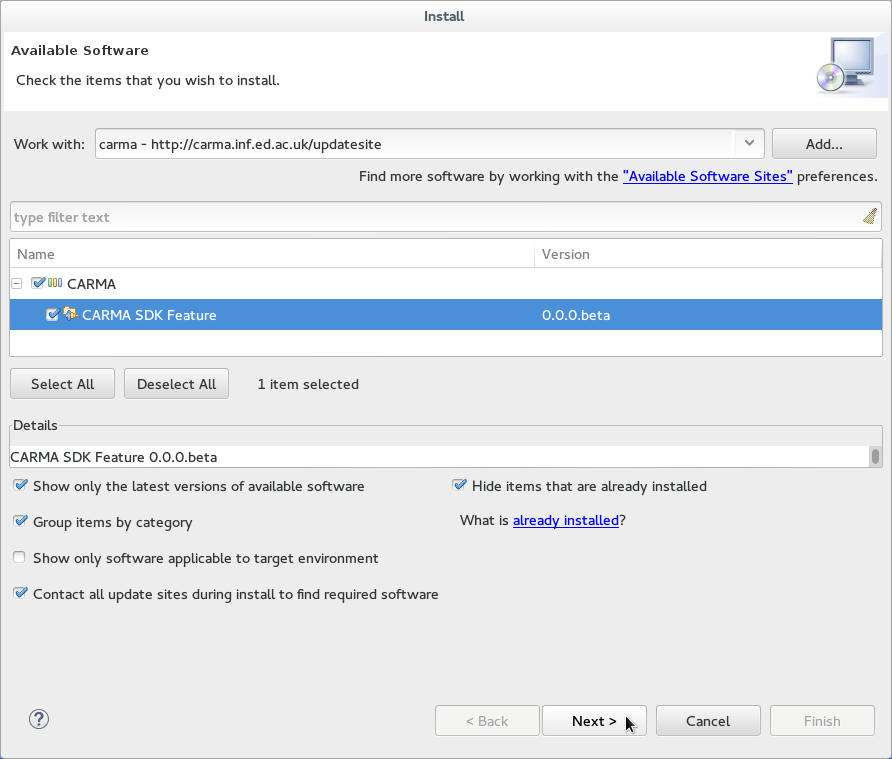 Install
Available Software
Check the items that you wish to install.
Work with: carma - http://carma.inf.ed.ac.uk/updatesite Add...
Find more software by working with the "Available Software Sites" preferences.
type filter text
Name Version
CARMA
CARMA SDK Feature 0.0.0.beta
Select All Deselect All 1 item selected
Details
CARMA SDK Feature 0.0.0.beta
Show only the latest versions of available software Hide items that are already installed
Group items by category What is already installed?
Show only software applicable to target environment
Contact all update sites during install to find required software
? < Back Next > Cancel Finish